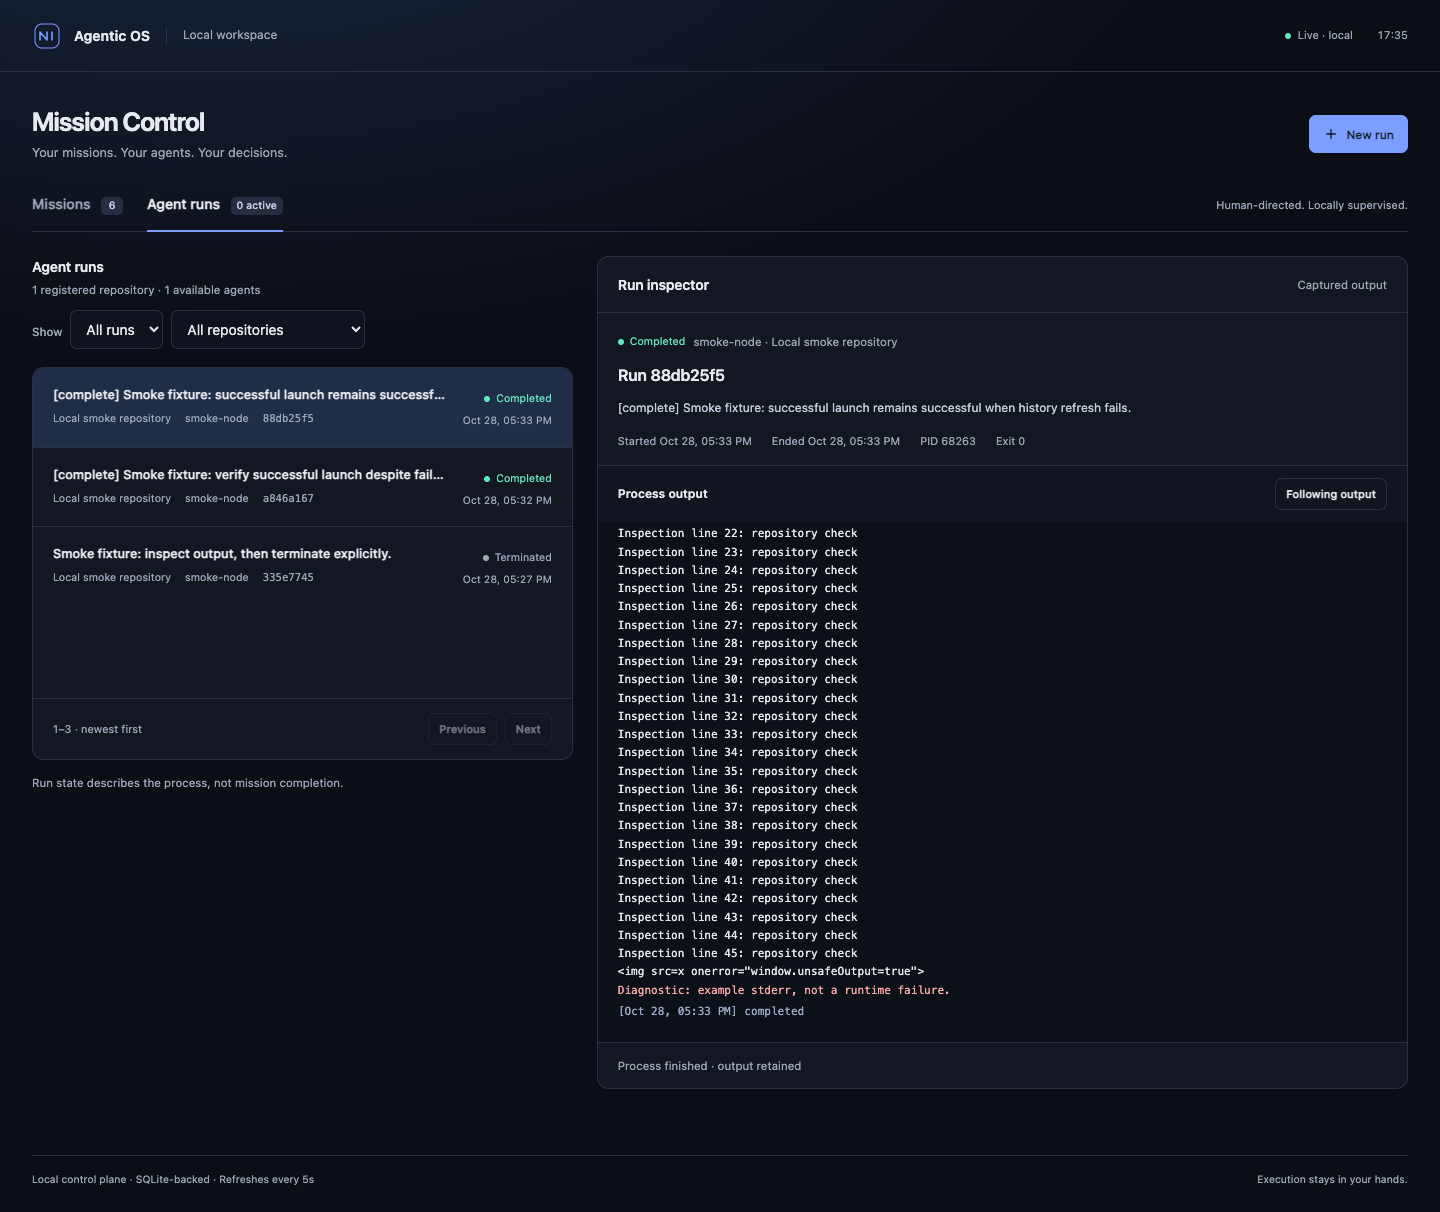 NI
Agentic OS
Local workspace
Live · local
17:35
Mission Control
Your missions. Your agents. Your decisions.
+ New run
Missions 6
Agent runs 0 active
Human-directed. Locally supervised.
Agent runs
1 registered repository · 1 available agents
Show
All runs
All repositories
[complete] Smoke fixture: successful launch remains successf...
Completed
Local smoke repository smoke-node 88db25f5
Oct 28, 05:33 PM
[complete] Smoke fixture: verify successful launch despite fail...
Completed
Local smoke repository smoke-node a846a167
Oct 28, 05:32 PM
Smoke fixture: inspect output, then terminate explicitly.
Terminated
Local smoke repository smoke-node 335e7745
Oct 28, 05:27 PM
1–3 · newest first
Previous
Next
Run state describes the process, not mission completion.
Run inspector
Captured output
Completed smoke-node · Local smoke repository
Run 88db25f5
[complete] Smoke fixture: successful launch remains successful when history refresh fails.
Started Oct 28, 05:33 PM Ended Oct 28, 05:33 PM PID 68263 Exit 0
Process output
Following output
Inspection line 22: repository check
Inspection line 23: repository check
Inspection line 24: repository check
Inspection line 25: repository check
Inspection line 26: repository check
Inspection line 27: repository check
Inspection line 28: repository check
Inspection line 29: repository check
Inspection line 30: repository check
Inspection line 31: repository check
Inspection line 32: repository check
Inspection line 33: repository check
Inspection line 34: repository check
Inspection line 35: repository check
Inspection line 36: repository check
Inspection line 37: repository check
Inspection line 38: repository check
Inspection line 39: repository check
Inspection line 40: repository check
Inspection line 41: repository check
Inspection line 42: repository check
Inspection line 43: repository check
Inspection line 44: repository check
Inspection line 45: repository check
<img src=x onerror="window.unsafeOutput=true">
Diagnostic: example stderr, not a runtime failure.
[Oct 28, 05:33 PM] completed
Process finished · output retained
Local control plane · SQLite-backed · Refreshes every 5s
Execution stays in your hands.